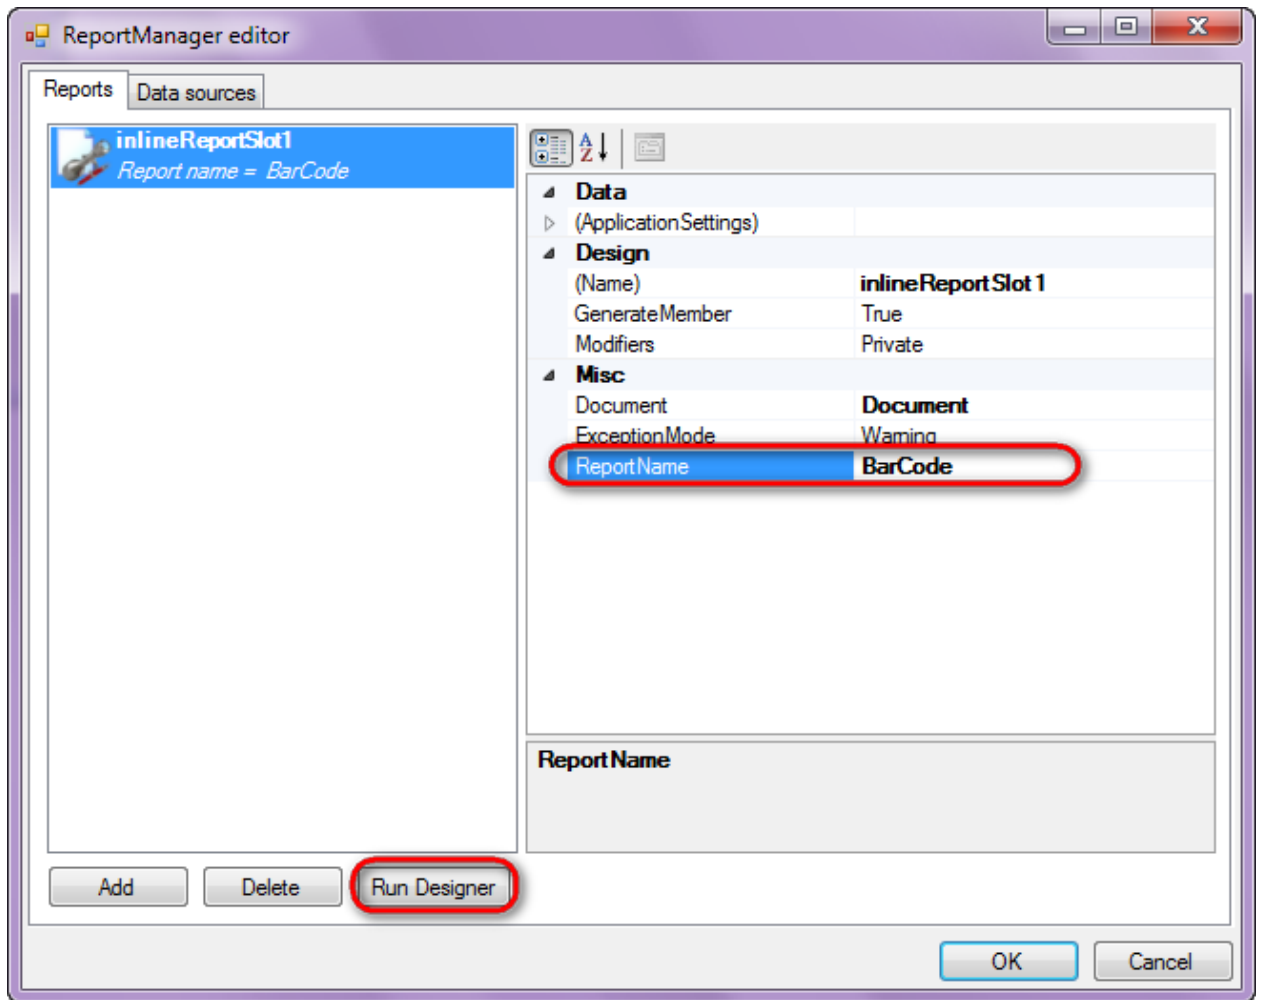 ReportManager editor
Reports
Data sources
inlineReportSlot1
Report name = BarCode
Data
(ApplicationSettings)
Design
(Name) inlineReportSlot1
GenerateMember True
Modifiers Private
Misc
Document Document
ExceptionMode Warning
ReportName BarCode
ReportName
Add
Delete
Run Designer
OK
Cancel